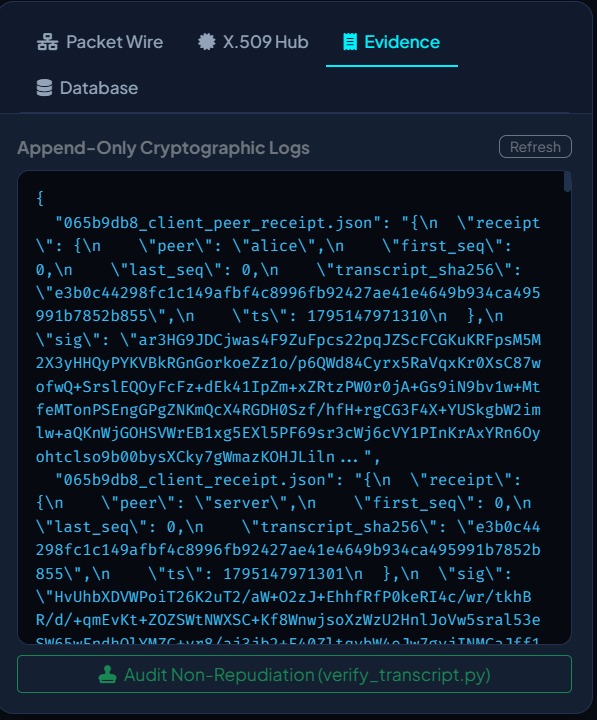 Packet Wire
X.509 Hub
Evidence
Database
Append-Only Cryptographic Logs
Refresh
{
  "065b9db8_client_peer_receipt.json": "{\n  \"receipt
\": {\n    \"peer\": \"alice\",\n    \"first_seq\":
0,\n    \"last_seq\": 0,\n    \"transcript_sha256\":
\"e3b0c44298fc1c149afbf4c8996fb92427ae41e4649b934ca495
991b7852b855\",\n    \"ts\": 1795147971310\n  },\n
\"sig\": \"ar3HG9JDCjwas4F9ZuFpcs22pqJZScFCGKuKRFpsM5M
2X3yHHQyPYKVBkRGnGorkoeZz1o/p6QWd84Cyrx5RaVqxKr0XsC87w
ofwQ+SrslEQOyFcFz+dEk41IpZm+xZRtzPW0r0jA+Gs9iN9bv1w+Mt
feMTonPSEngGPgZNKmQcX4RGDH0Szf/hfH+rgCG3F4X+YUSkgbW2im
lw+aQKnWjGOHSVWrEB1xg5EXl5PF69sr3cWj6cVY1PInKrAxYRn6Oy
ohtclso9b00bysXCky7gWmazKOHJLiln...",
  "065b9db8_client_receipt.json": "{\n  \"receipt\":
{\n    \"peer\": \"server\",\n    \"first_seq\": 0,\n
\"last_seq\": 0,\n    \"transcript_sha256\": \"e3b0c44
298fc1c149afbf4c8996fb92427ae41e4649b934ca495991b7852b
855\",\n    \"ts\": 1795147971301\n  },\n  \"sig\":
\"HvUhbXDVWPoiT26K2uT2/aW+O2zJ+EhhfRfP0keRI4c/wr/tkhB
R/d/+qmEvKt+ZOZSWtNWXSC+Kf8WnwjsoXzWzU2HnlJoVw5sral53e
Audit Non-Repudiation (verify_transcript.py)